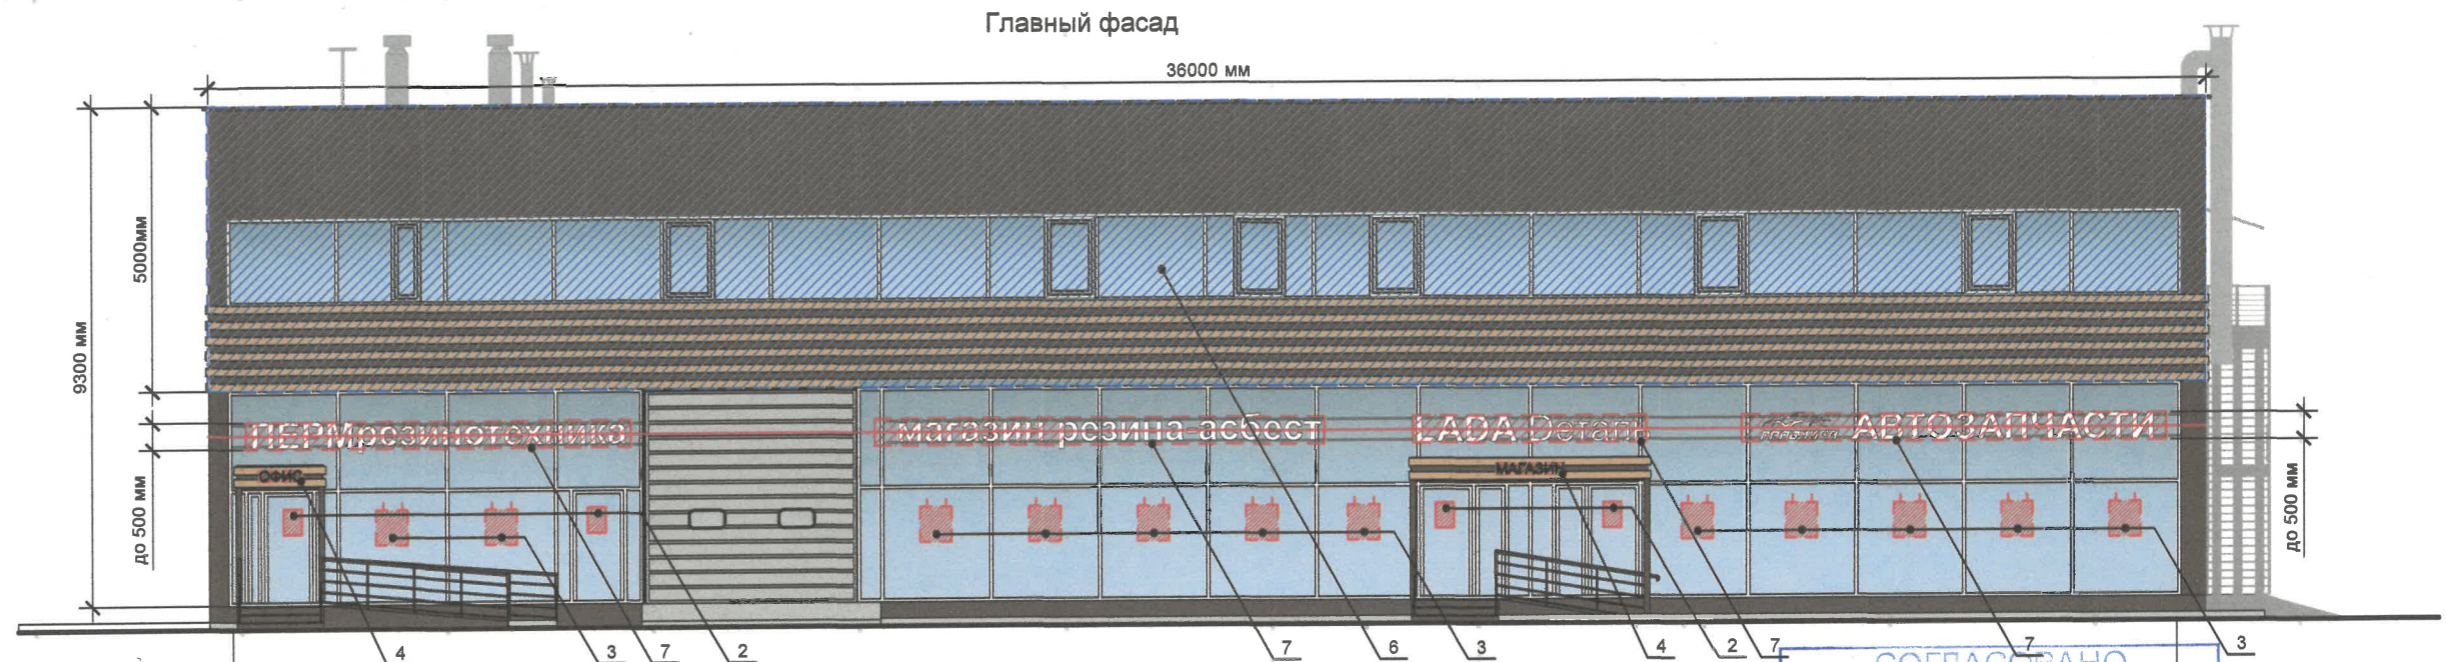 Главный фасад
36000 мм
5000мм
9300 мм
ПЕРМрезинотехника
магазин резина-асбест
LADA Деталь
АВТОЗАПЧАСТИ
ОФИС
МАГАЗИН
до 500 мм
до 500 мм
4
3
7
2
7
6
3
4
2
7
7
3
СОГЛАСОВАНО